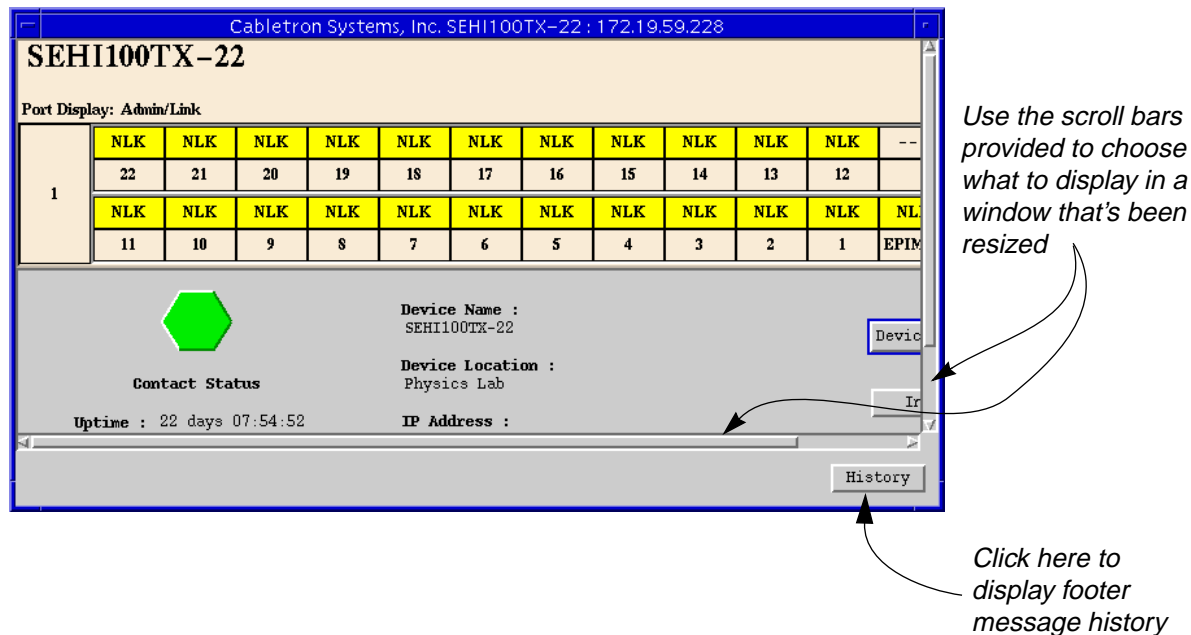 Cabletron Systems, Inc. SEHI100TX-22 : 172.19.59.228
SEHI100TX-22
Port Display: Admin/Link
NLK NLK NLK NLK NLK NLK NLK NLK NLK NLK NLK --
22 21 20 19 18 17 16 15 14 13 12
1
NLK NLK NLK NLK NLK NLK NLK NLK NLK NLK NLK NL
11 10 9 8 7 6 5 4 3 2 1 EPIM
Device Name :
SEHI100TX-22
Devic
Device Location :
Physics Lab
Contact Status
Uptime : 22 days 07:54:52
IP Address :
History
Use the scroll bars
provided to choose
what to display in a
window that's been
resized
Click here to
display footer
message history